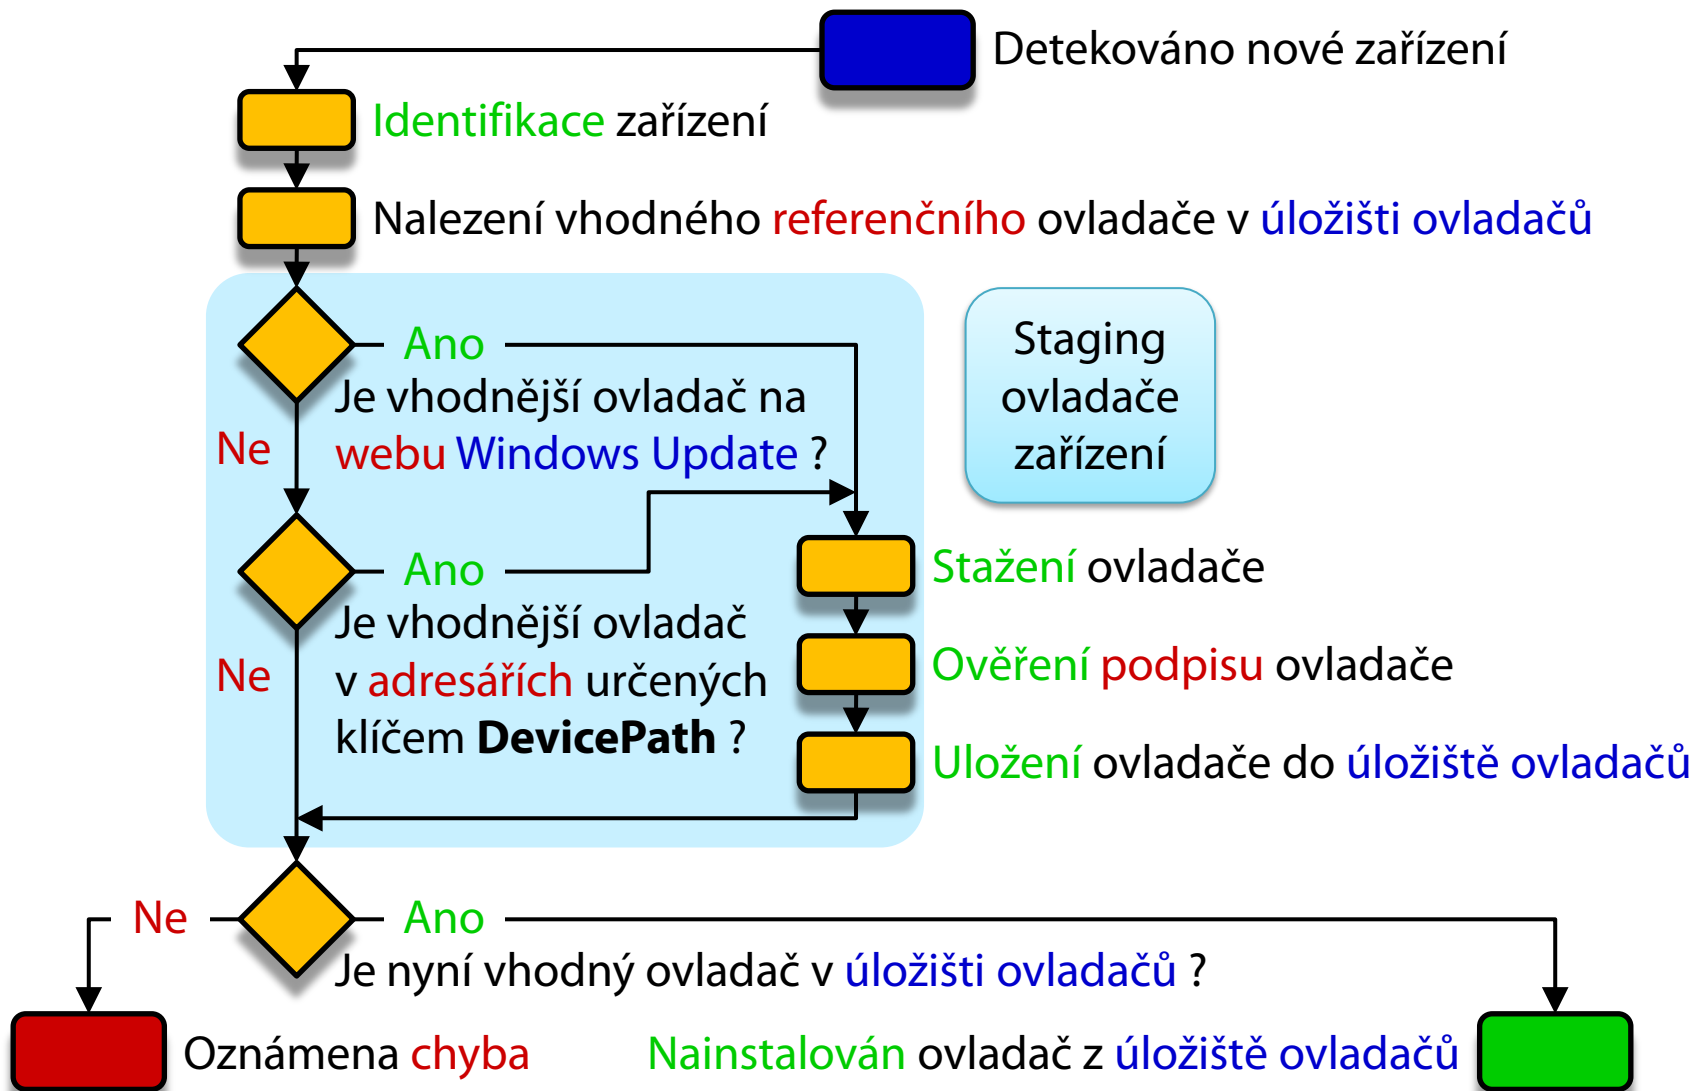 Detekováno nové zařízení
Identifikace zařízení
Nalezení vhodného referenčního ovladače v úložišti ovladačů
Ano
Je vhodnější ovladač na
webu Windows Update ?
Ne
Staging
ovladače
zařízení
Ano
Je vhodnější ovladač
v adresářích určených
klíčem DevicePath ?
Ne
Stažení ovladače
Ověření podpisu ovladače
Uložení ovladače do úložiště ovladačů
Ne
Ano
Je nyní vhodný ovladač v úložišti ovladačů ?
Oznámena chyba
Nainstalován ovladač z úložiště ovladačů